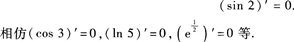 (sin 2)′ = 0.
相仿(cos 3)′=0,(ln 5)′=0,(e^{1/2})′=0 等.